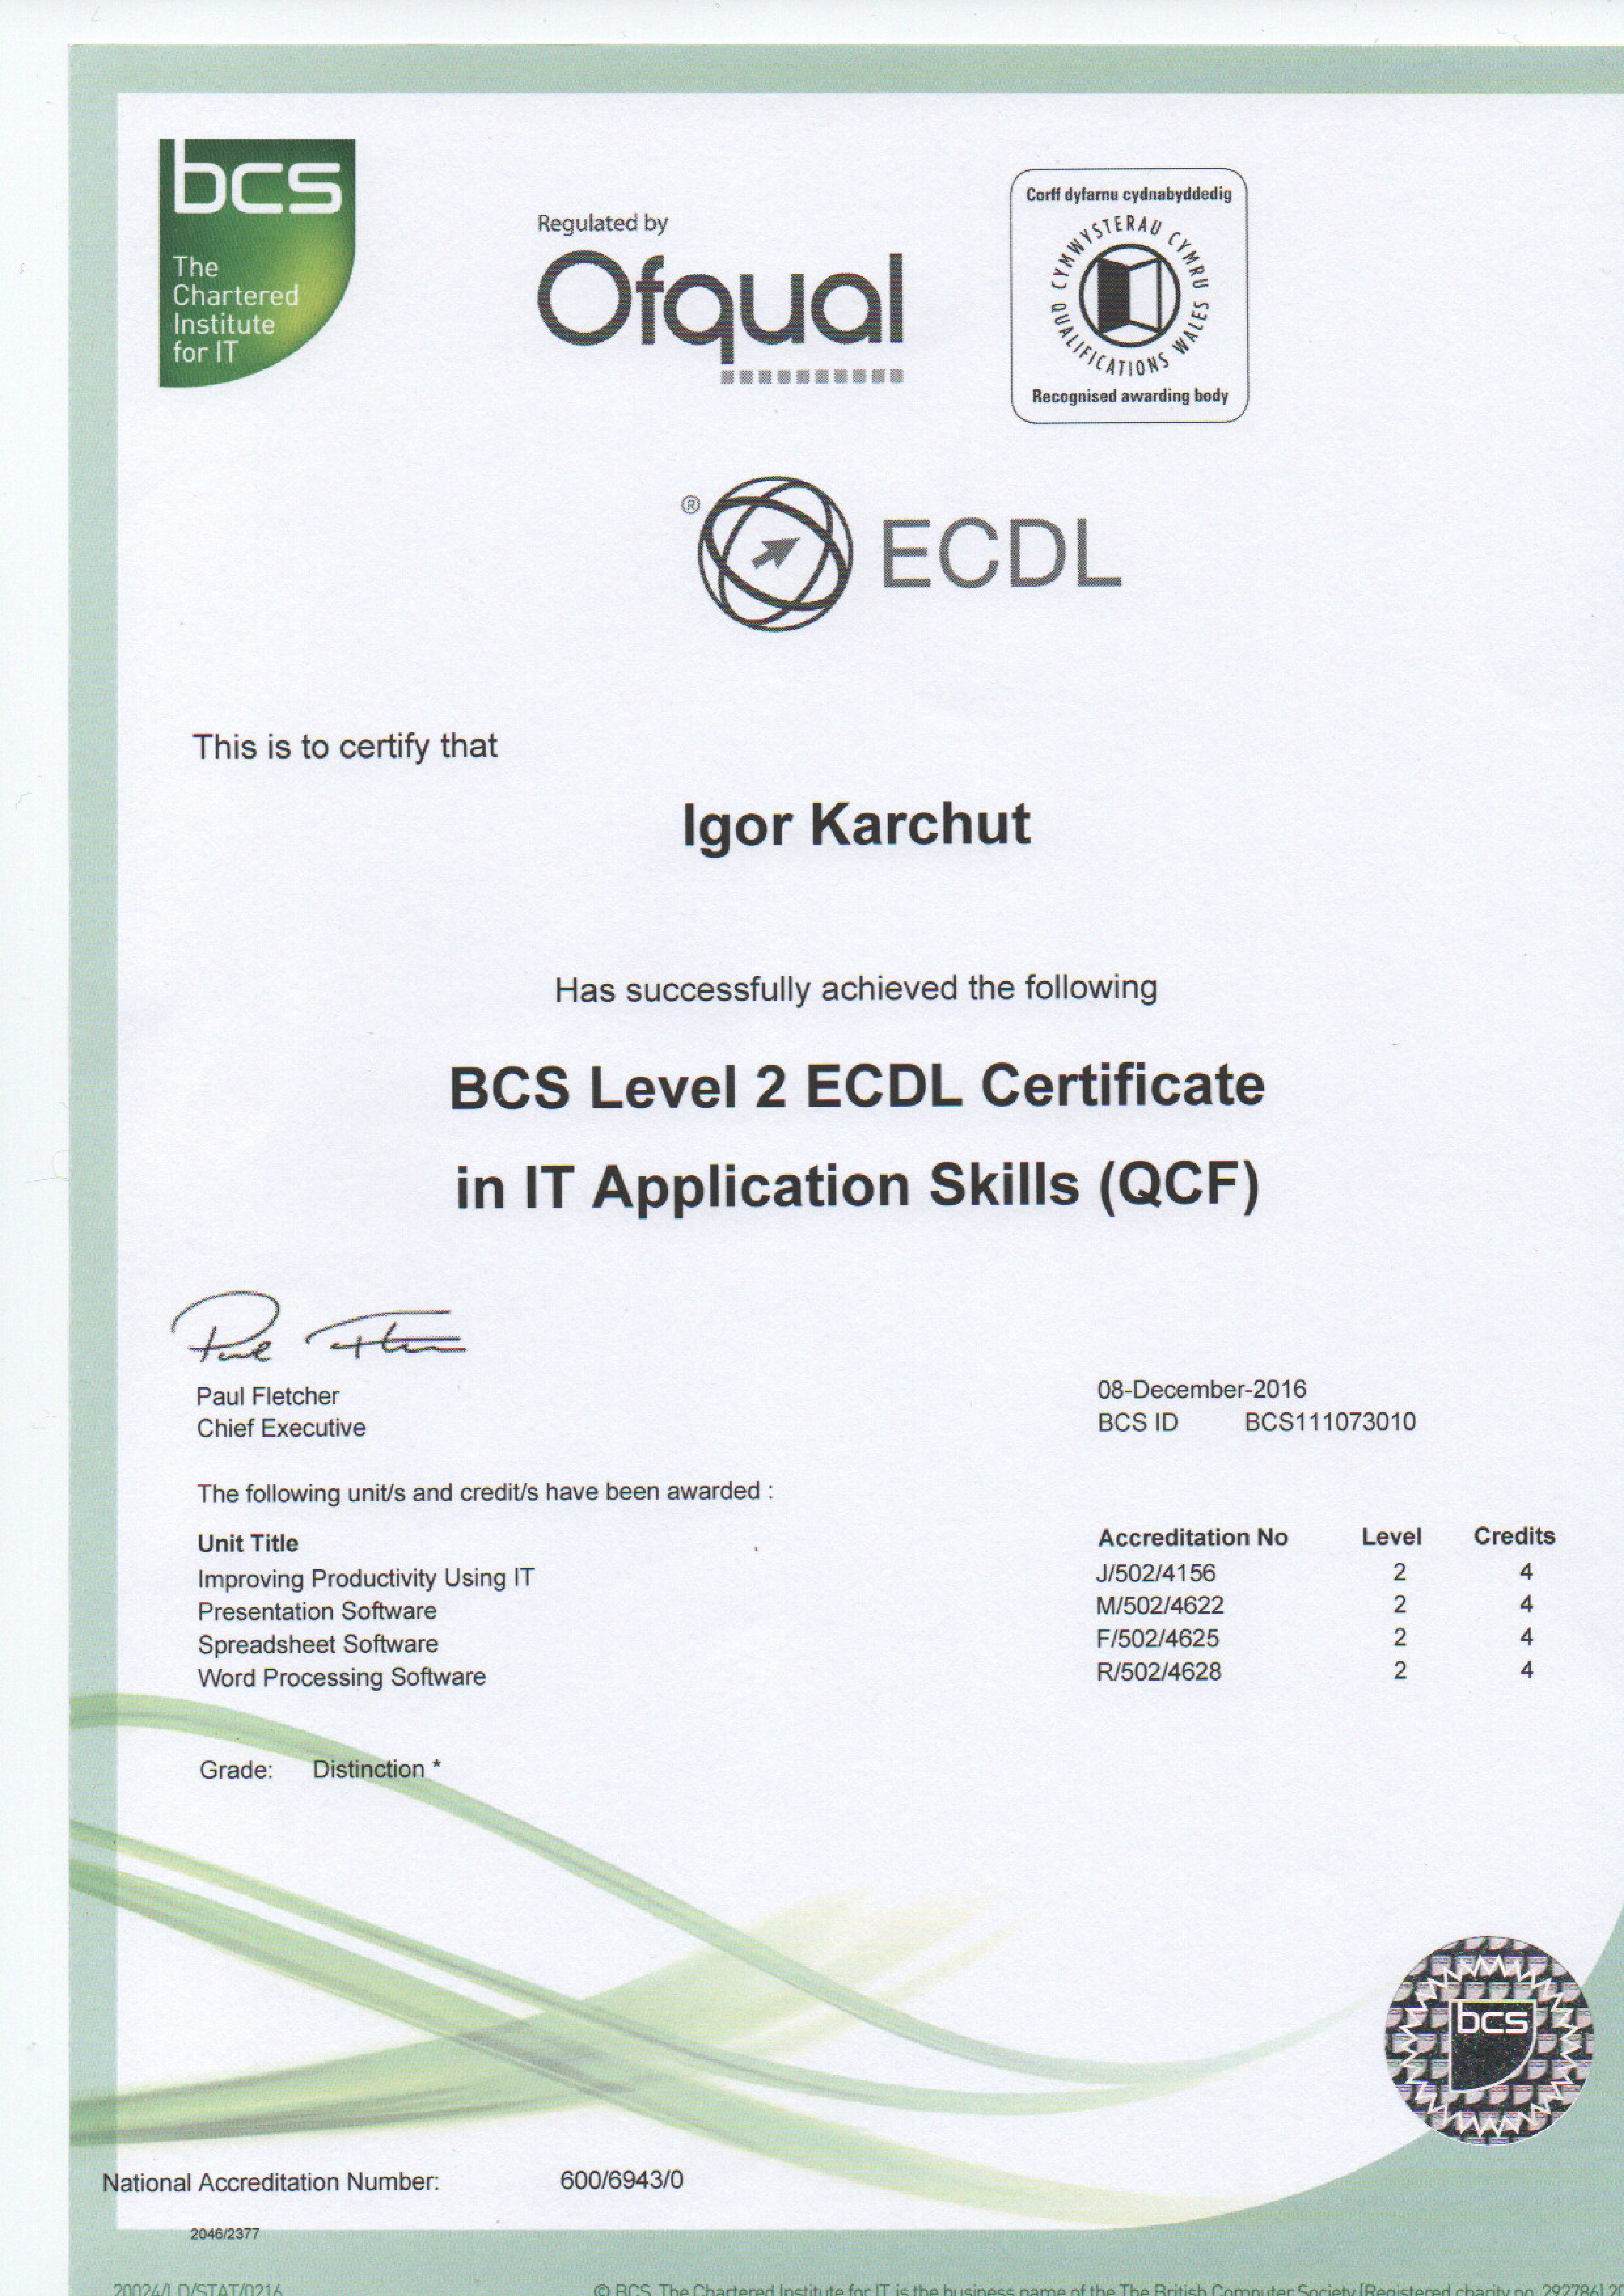 bcs
The
Chartered
Institute
for IT
Regulated by
Ofqual
Corff dyfarnu cydnabyddedig
CYMWYSTERAU CYMRU
QUALIFICATIONS WALES
Recognised awarding body
® ECDL
This is to certify that
Igor Karchut
Has successfully achieved the following
BCS Level 2 ECDL Certificate
in IT Application Skills (QCF)
Paul Fletcher
Chief Executive
08-December-2016
BCS ID BCS111073010
The following unit/s and credit/s have been awarded :
Unit Title Accreditation No Level Credits
Improving Productivity Using IT J/502/4156 2 4
Presentation Software M/502/4622 2 4
Spreadsheet Software F/502/4625 2 4
Word Processing Software R/502/4628 2 4
Grade: Distinction *
bcs
National Accreditation Number: 600/6943/0
2046/2377
20024/LD/STAT/0216
© BCS, The Chartered Institute for IT is the business name of the The British Computer Society (Registered charity no. 292786) 20